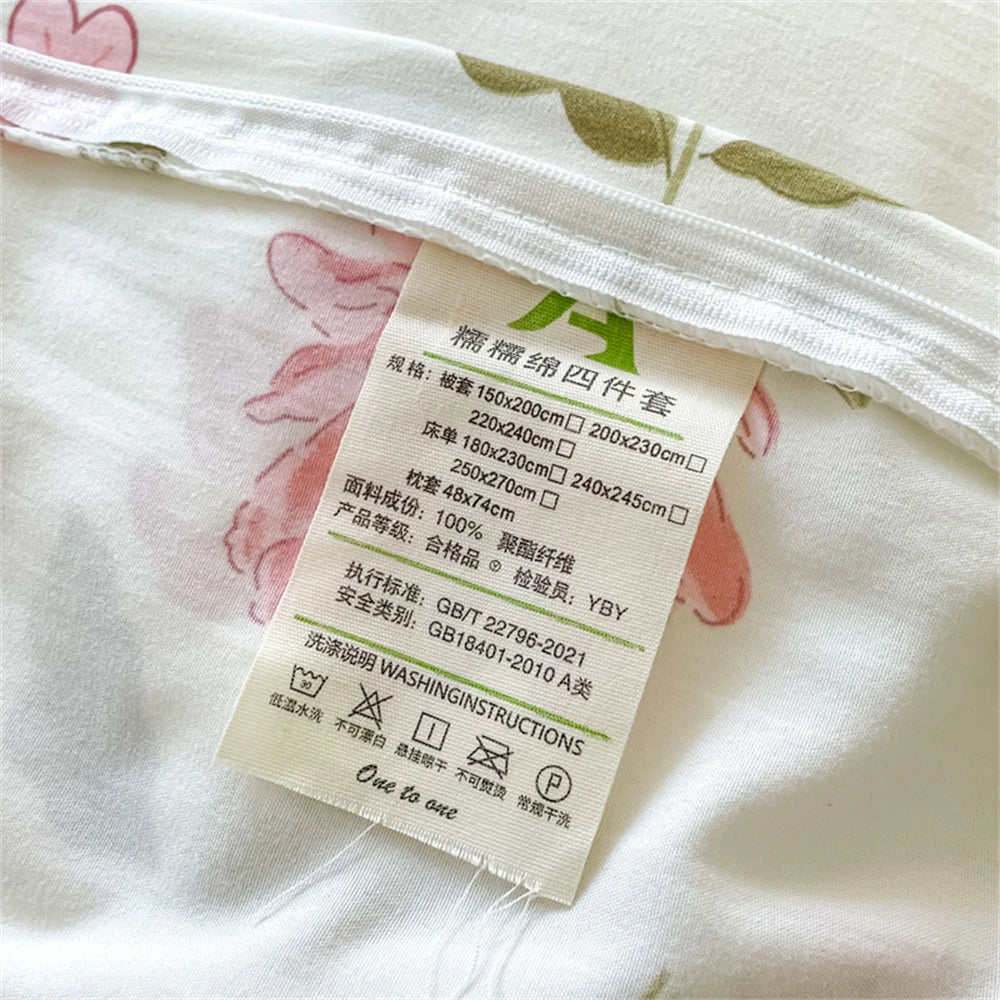 A
糯糯绵四件套
规格：被套 150x200cm□ 200x230cm□
220x240cm□
床单 180x230cm□ 240x245cm□
250x270cm□
枕套 48x74cm
面料成份：100% 聚酯纤维
产品等级：合格品 检验员：YBY
执行标准：GB/T 22796-2021
安全类别：GB18401-2010 A类
洗涤说明 WASHINGINSTRUCTIONS
30
P
低温水洗 不可漂白 悬挂晾干 不可熨烫 常规干洗
One to one